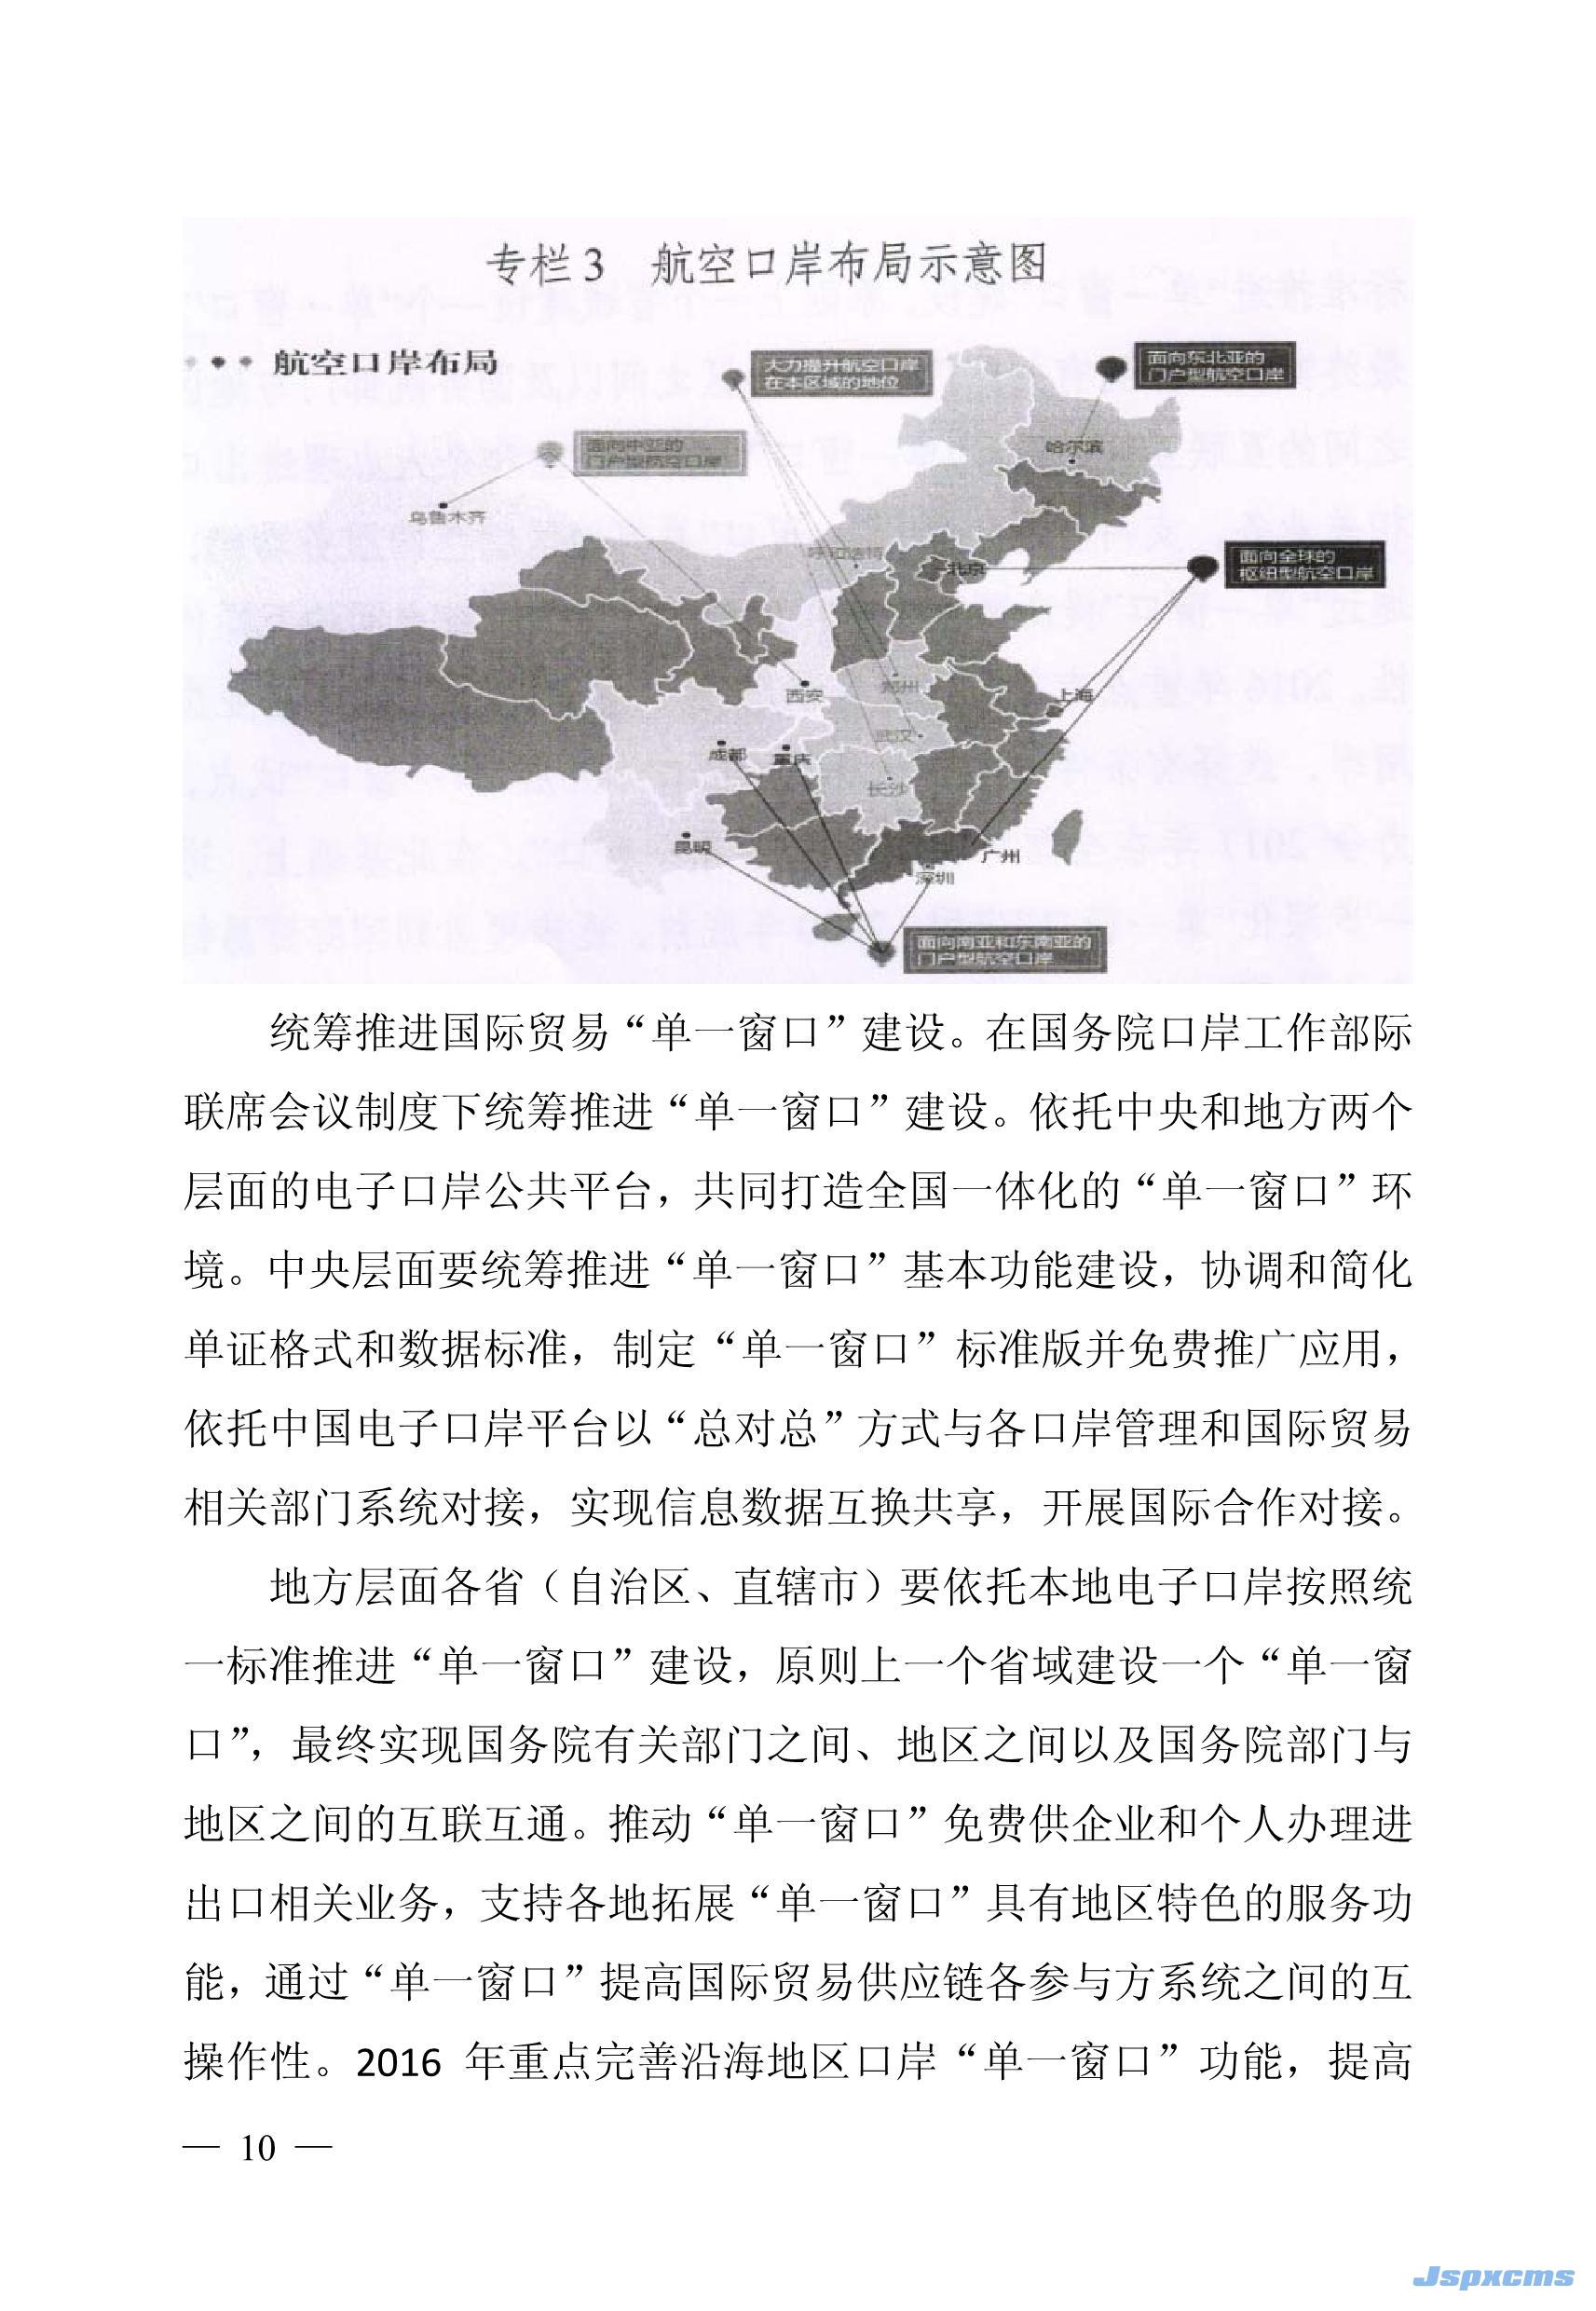 专栏3 航空口岸布局示意图
航空口岸布局
大力提升航空口岸
在本区域的地位
面向东北亚的
门户型航空口岸
面向中亚的
门户型航空口岸
哈尔滨
乌鲁木齐
呼和浩特
北京
面向全球的
枢纽型航空口岸
西安
郑州
上海
武汉
成都
重庆
长沙
昆明
广州
深圳
面向南亚和东南亚的
门户型航空口岸
统筹推进国际贸易“单一窗口”建设。在国务院口岸工作部际
联席会议制度下统筹推进“单一窗口”建设。依托中央和地方两个
层面的电子口岸公共平台，共同打造全国一体化的“单一窗口”环
境。中央层面要统筹推进“单一窗口”基本功能建设，协调和简化
单证格式和数据标准，制定“单一窗口”标准版并免费推广应用，
依托中国电子口岸平台以“总对总”方式与各口岸管理和国际贸易
相关部门系统对接，实现信息数据互换共享，开展国际合作对接。
地方层面各省（自治区、直辖市）要依托本地电子口岸按照统
一标准推进“单一窗口”建设，原则上一个省域建设一个“单一窗
口”，最终实现国务院有关部门之间、地区之间以及国务院部门与
地区之间的互联互通。推动“单一窗口”免费供企业和个人办理进
出口相关业务，支持各地拓展“单一窗口”具有地区特色的服务功
能，通过“单一窗口”提高国际贸易供应链各参与方系统之间的互
操作性。2016 年重点完善沿海地区口岸“单一窗口”功能，提高
— 10 —
Jspxcms